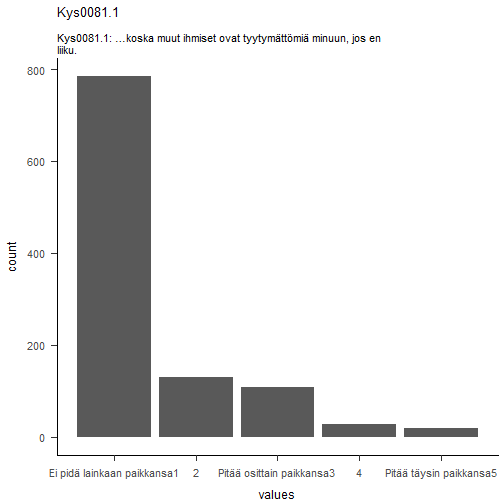 Kys0081.1
Kys0081.1: …koska muut ihmiset ovat tyytymättömiä minuun, jos en
liiku.
800
600
400
200
0
count
Ei pidä lainkaan paikkansa1 2 Pitää osittain paikkansa3 4 Pitää täysin paikkansa5
values